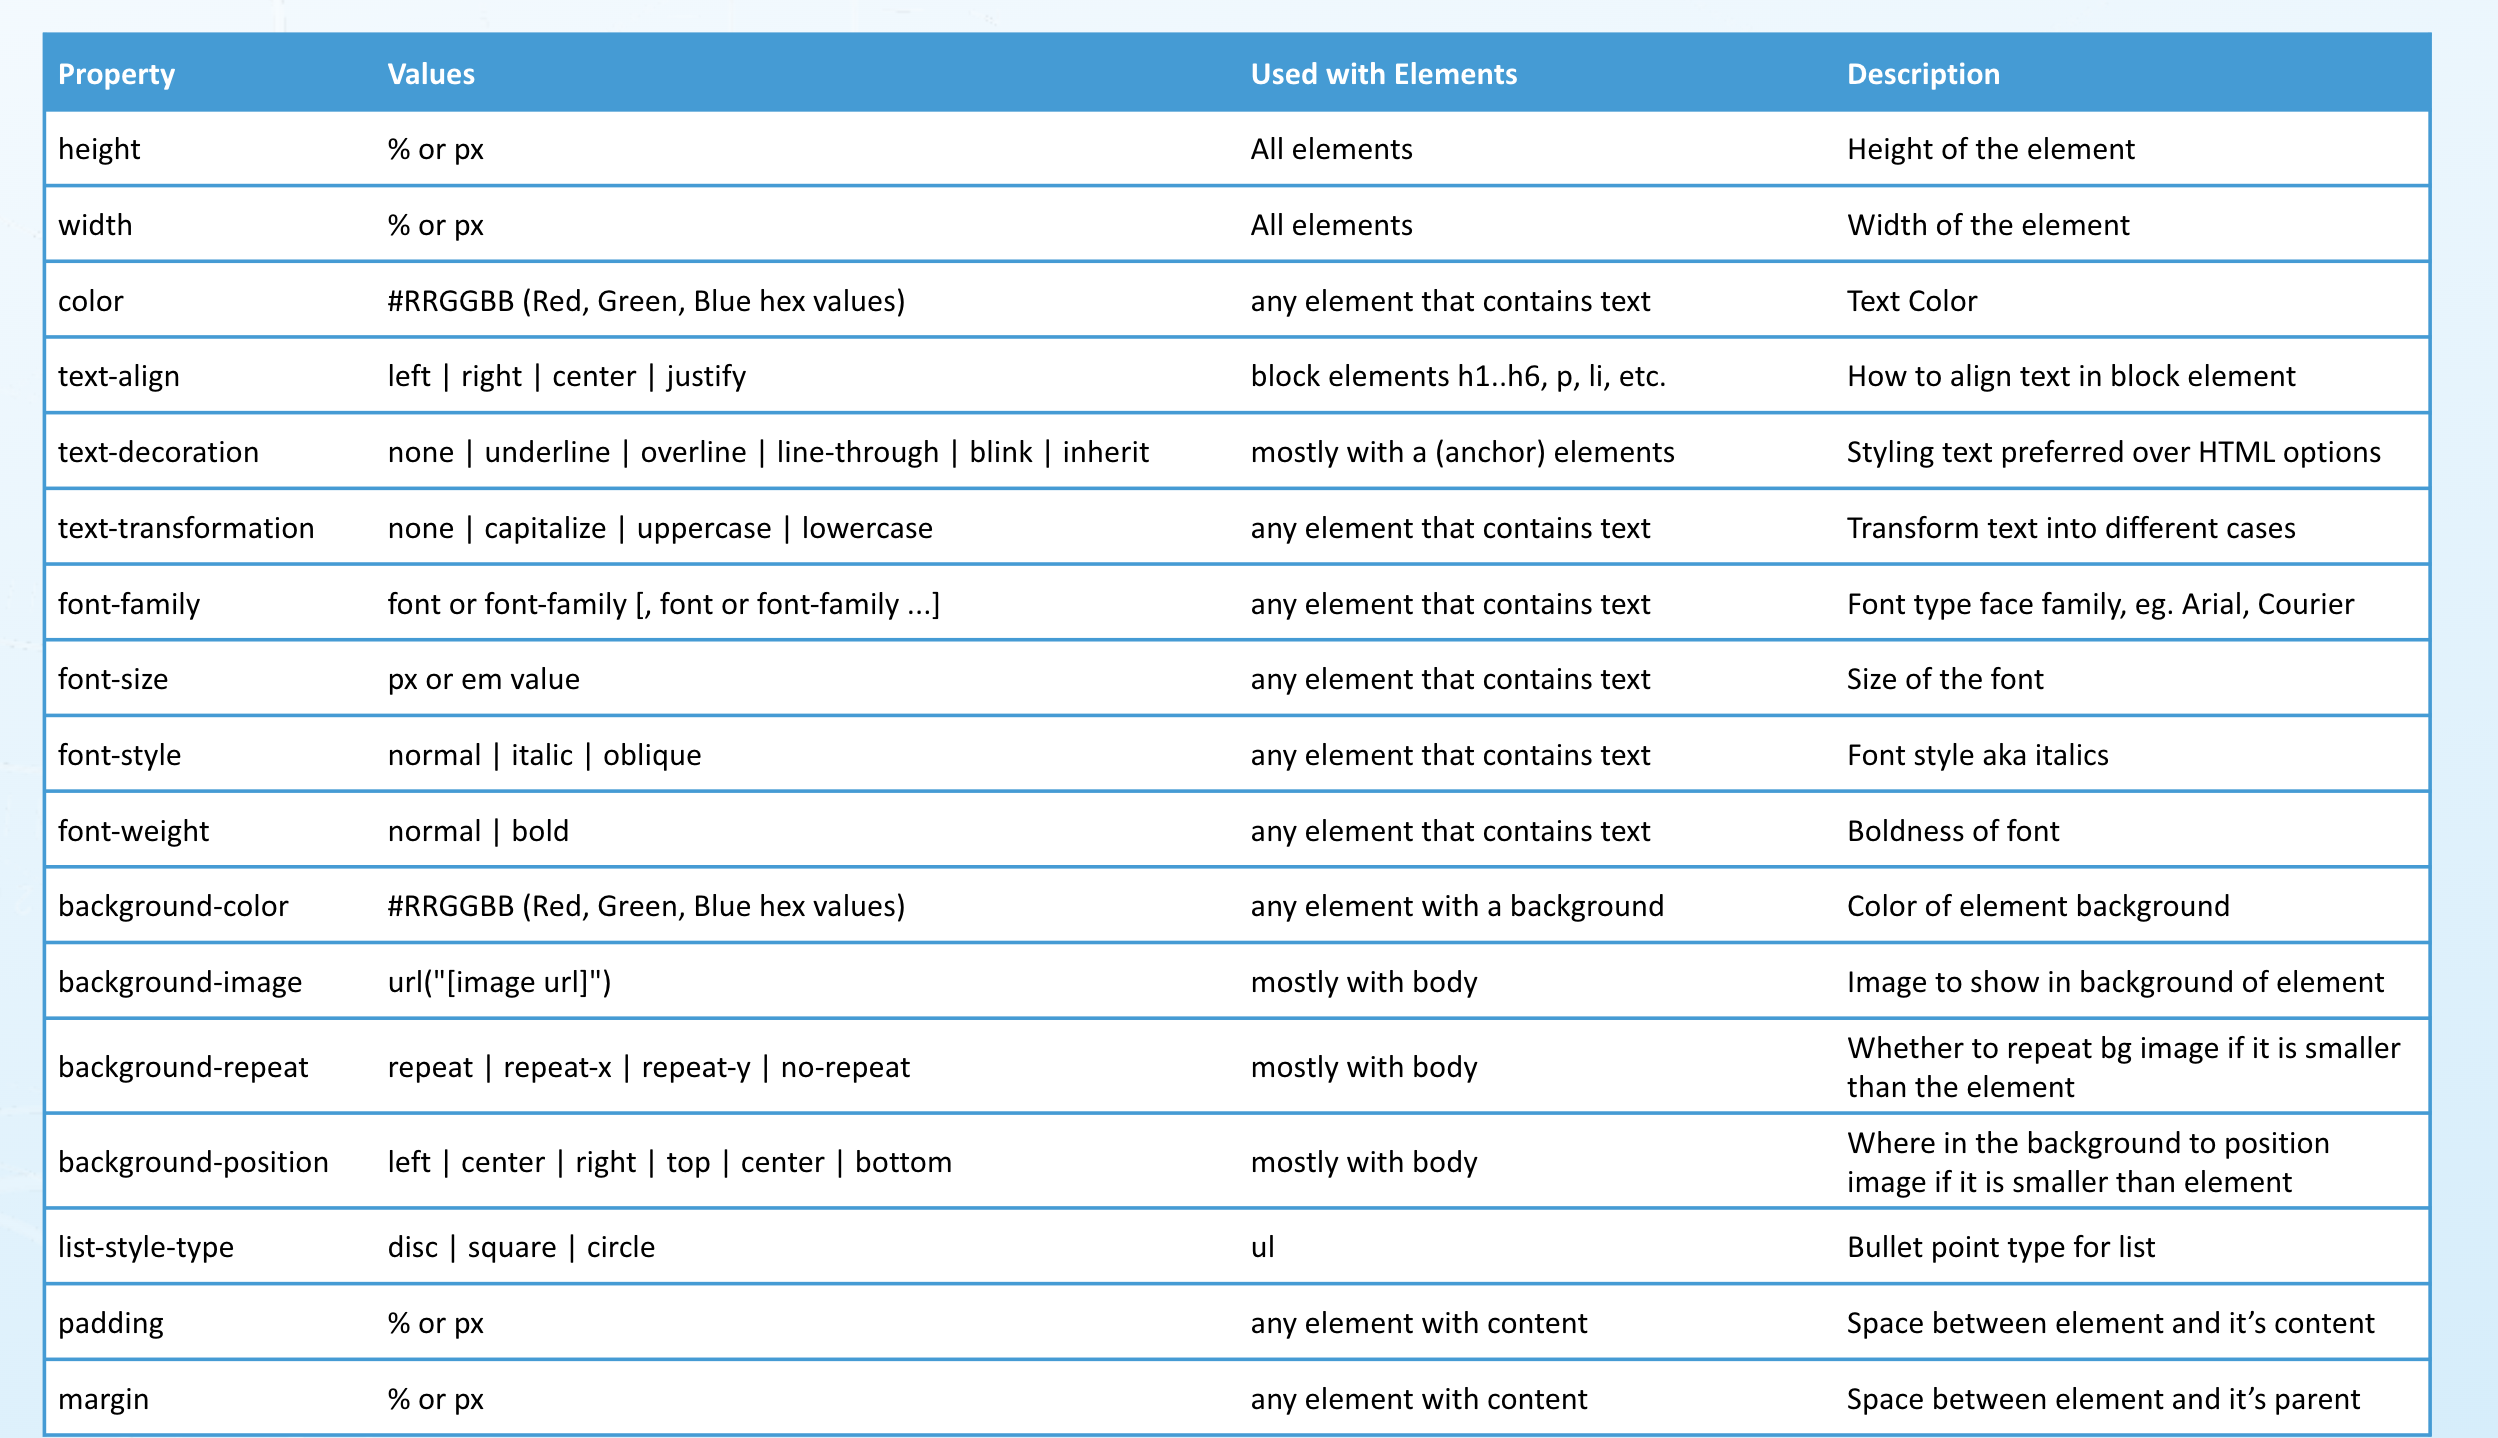 Property Values Used with Elements Description
height % or px All elements Height of the element
width % or px All elements Width of the element
color #RRGGBB (Red, Green, Blue hex values) any element that contains text Text Color
text-align left | right | center | justify block elements h1..h6, p, li, etc. How to align text in block element
text-decoration none | underline | overline | line-through | blink | inherit mostly with a (anchor) elements Styling text preferred over HTML options
text-transformation none | capitalize | uppercase | lowercase any element that contains text Transform text into different cases
font-family font or font-family [, font or font-family ...] any element that contains text Font type face family, eg. Arial, Courier
font-size px or em value any element that contains text Size of the font
font-style normal | italic | oblique any element that contains text Font style aka italics
font-weight normal | bold any element that contains text Boldness of font
background-color #RRGGBB (Red, Green, Blue hex values) any element with a background Color of element background
background-image url("[image url]") mostly with body Image to show in background of element
background-repeat repeat | repeat-x | repeat-y | no-repeat mostly with body Whether to repeat bg image if it is smaller
than the element
background-position left | center | right | top | center | bottom mostly with body Where in the background to position
image if it is smaller than element
list-style-type disc | square | circle ul Bullet point type for list
padding % or px any element with content Space between element and it’s content
margin % or px any element with content Space between element and it’s parent